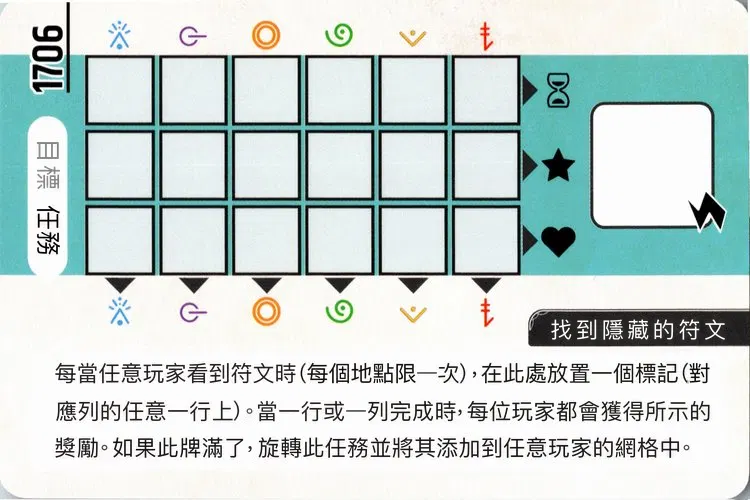 1706
目標 任務
找到隱藏的符文
每當任意玩家看到符文時(每個地點限一次),在此處放置一個標記(對
應列的任意一行上)。當一行或一列完成時,每位玩家都會獲得所示的
獎勵。如果此牌滿了,旋轉此任務並將其添加到任意玩家的網格中。